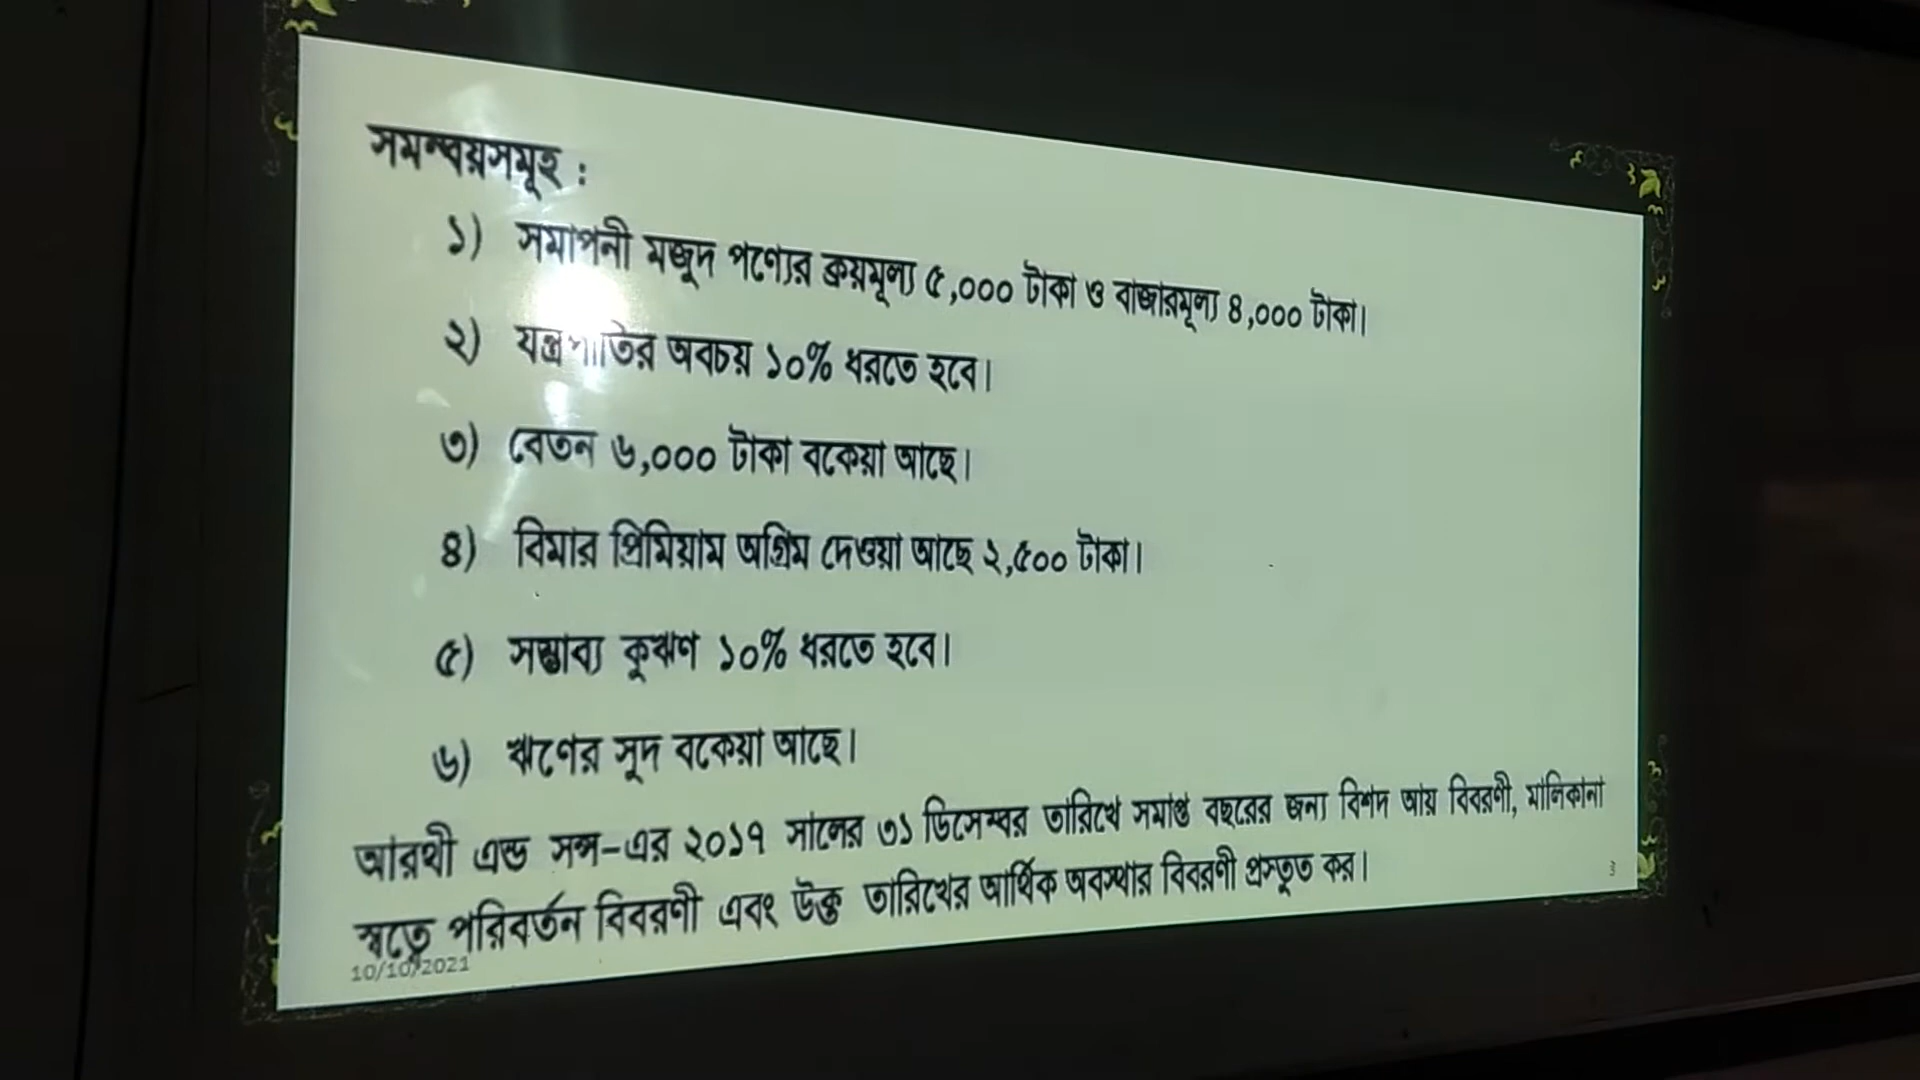 সমন্বয়সমূহ :
১) সমাপনী মজুদ পণ্যের ক্রয়মূল্য ৫,০০০ টাকা ও বাজারমূল্য ৪,০০০ টাকা।
২) যন্ত্রপাতির অবচয় ১০% ধরতে হবে।
৩) বেতন ৬,০০০ টাকা বকেয়া আছে।
৪) বিমার প্রিমিয়াম অগ্রিম দেওয়া আছে ২,৫০০ টাকা।
৫) সম্ভাব্য কুঋণ ১০% ধরতে হবে।
৬) ঋণের সুদ বকেয়া আছে।
আরথী এন্ড সন্স-এর ২০১৭ সালের ৩১ ডিসেম্বর তারিখে সমাপ্ত বছরের জন্য বিশদ আয় বিবরণী, মালিকানা
স্বত্বে পরিবর্তন বিবরণী এবং উক্ত তারিখের আর্থিক অবস্থার বিবরণী প্রস্তুত কর।
10/10/2021
3